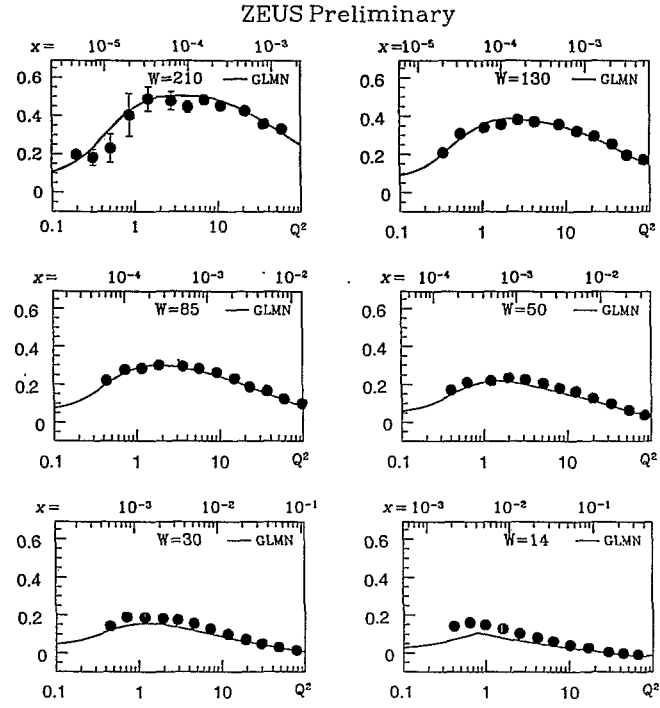 ZEUS Preliminary
x= 10⁻⁵ 10⁻⁴ 10⁻³
W=210 — GLMN
0.6
0.4
0.2
0
0.1 1 10 Q²
x= 10⁻⁵ 10⁻⁴ 10⁻³
W=130 — GLMN
0.6
0.4
0.2
0
0.1 1 10 Q²
x= 10⁻⁴ 10⁻³ 10⁻²
W=85 — GLMN
0.6
0.4
0.2
0
0.1 1 10 Q²
x= 10⁻⁴ 10⁻³ 10⁻²
W=50 — GLMN
0.6
0.4
0.2
0
0.1 1 10 Q²
x= 10⁻³ 10⁻² 10⁻¹
W=30 — GLMN
0.6
0.4
0.2
0
0.1 1 10 Q²
x= 10⁻³ 10⁻² 10⁻¹
W=14 — GLMN
0.6
0.4
0.2
0
0.1 1 10 Q²